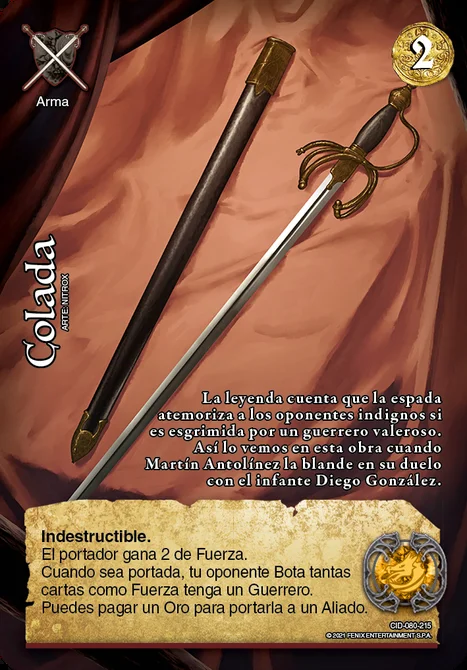 2
Arma
Colada
ARTE: NITROX
La leyenda cuenta que la espada
atemoriza a los oponentes indignos si
es esgrimida por un guerrero valeroso.
Así lo vemos en esta obra cuando
Martín Antolínez la blande en su duelo
con el infante Diego González.
Indestructible.
El portador gana 2 de Fuerza.
Cuando sea portada, tu oponente Bota tantas
cartas como Fuerza tenga un Guerrero.
Puedes pagar un Oro para portarla a un Aliado.
CID-080-215
©2021 FENIX ENTERTAINMENT S.P.A.